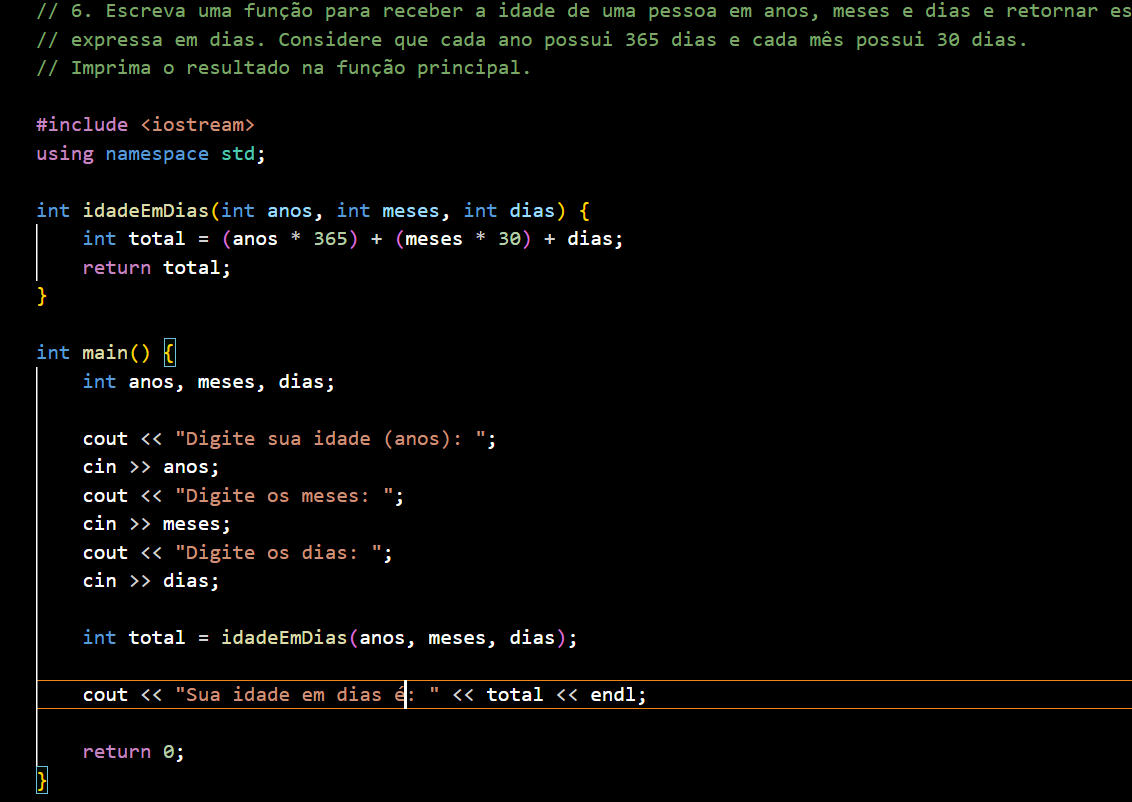 // 6. Escreva uma função para receber a idade de uma pessoa em anos, meses e dias e retornar es
// expressa em dias. Considere que cada ano possui 365 dias e cada mês possui 30 dias.
// Imprima o resultado na função principal.
#include <iostream>
using namespace std;
int idadeEmDias(int anos, int meses, int dias) {
    int total = (anos * 365) + (meses * 30) + dias;
    return total;
}
int main() {
    int anos, meses, dias;
    cout << "Digite sua idade (anos): ";
    cin >> anos;
    cout << "Digite os meses: ";
    cin >> meses;
    cout << "Digite os dias: ";
    cin >> dias;
    int total = idadeEmDias(anos, meses, dias);
    cout << "Sua idade em dias é: " << total << endl;
    return 0;
}